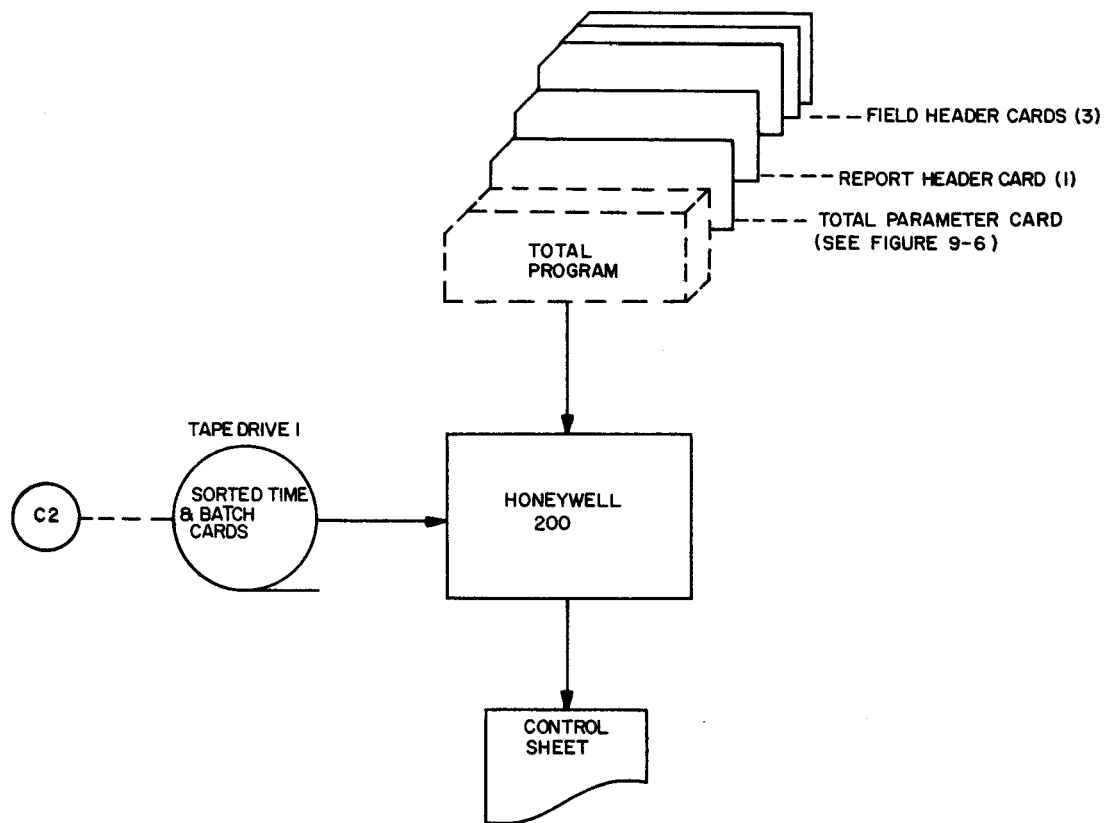 FIELD HEADER CARDS (3)
REPORT HEADER CARD (1)
TOTAL PARAMETER CARD
(SEE FIGURE 9-6)
TOTAL
PROGRAM
TAPE DRIVE 1
C2
SORTED TIME
& BATCH
CARDS
HONEYWELL
200
CONTROL
SHEET